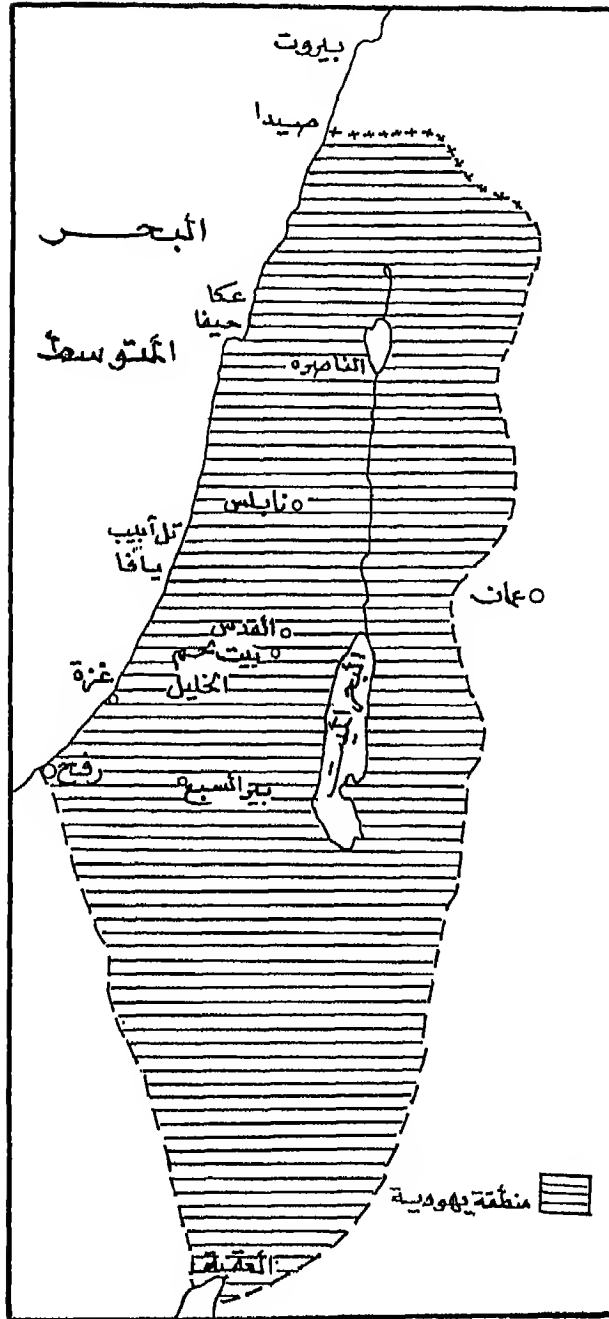 بيروت
صيدا
البحر
المتوسط
عكا
حيفا
الناصره
نابلس
تل أبيب
يافا
عمان
القدس
بيت لحم
الخليل
غزة
البحر الميت
رفح
بير السبع
منطقة يهودية
العقبة